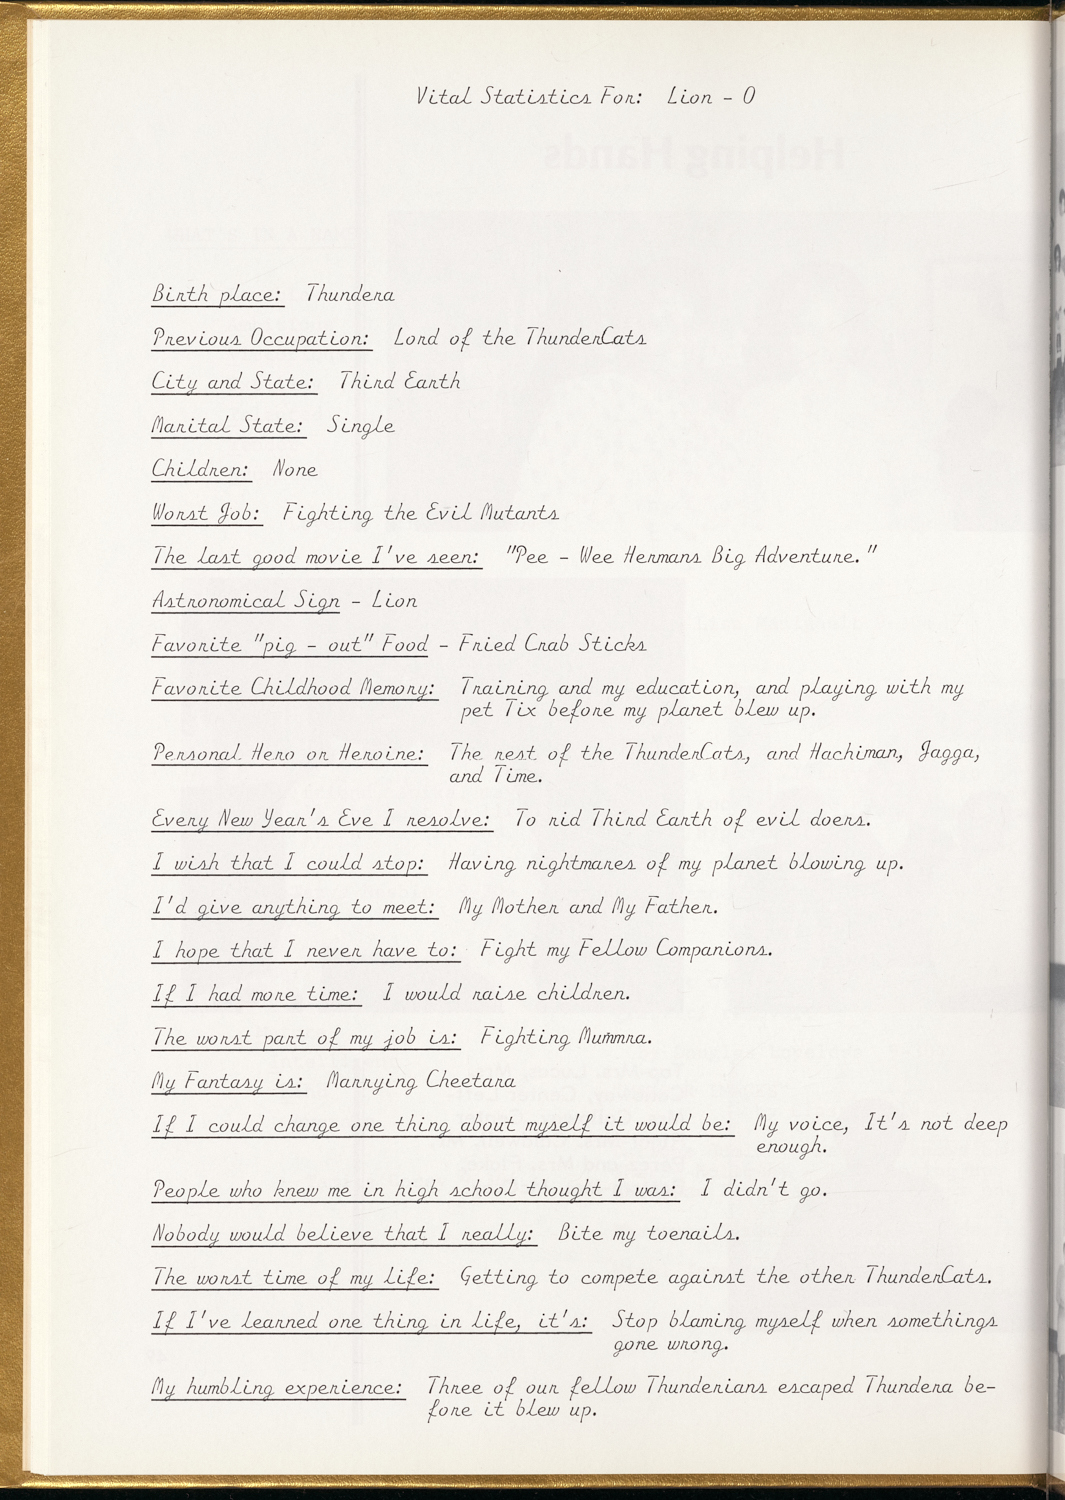 Vital Statistics For: Lion - O
Helping Hands
Birth place: Thundera
Previous Occupation: Lord of the ThunderCats
City and State: Third Earth
Marital State: Single
Children: None
Worst Job: Fighting the Evil Mutants
The last good movie I've seen: "Pee - Wee Hermans Big Adventure."
Astronomical Sign - Lion
Favorite "pig - out" Food - Fried Crab Sticks
Favorite Childhood Memory: Training and my education, and playing with my
pet Tix before my planet blew up.
Personal Hero or Heroine: The rest of the ThunderCats, and Hachiman, Jagga,
and Time.
Every New Year's Eve I resolve: To rid Third Earth of evil doers.
I wish that I could stop: Having nightmares of my planet blowing up.
I'd give anything to meet: My Mother and My Father.
I hope that I never have to: Fight my Fellow Companions.
If I had more time: I would raise children.
The worst part of my job is: Fighting Mummra.
My Fantasy is: Marrying Cheetara
If I could change one thing about myself it would be: My voice, It's not deep
enough.
People who knew me in high school thought I was: I didn't go.
Nobody would believe that I really: Bite my toenails.
The worst time of my life: Getting to compete against the other ThunderCats.
If I've learned one thing in life, it's: Stop blaming myself when somethings
gone wrong.
My humbling experience: Three of our fellow Thunderians escaped Thundera be-
fore it blew up.